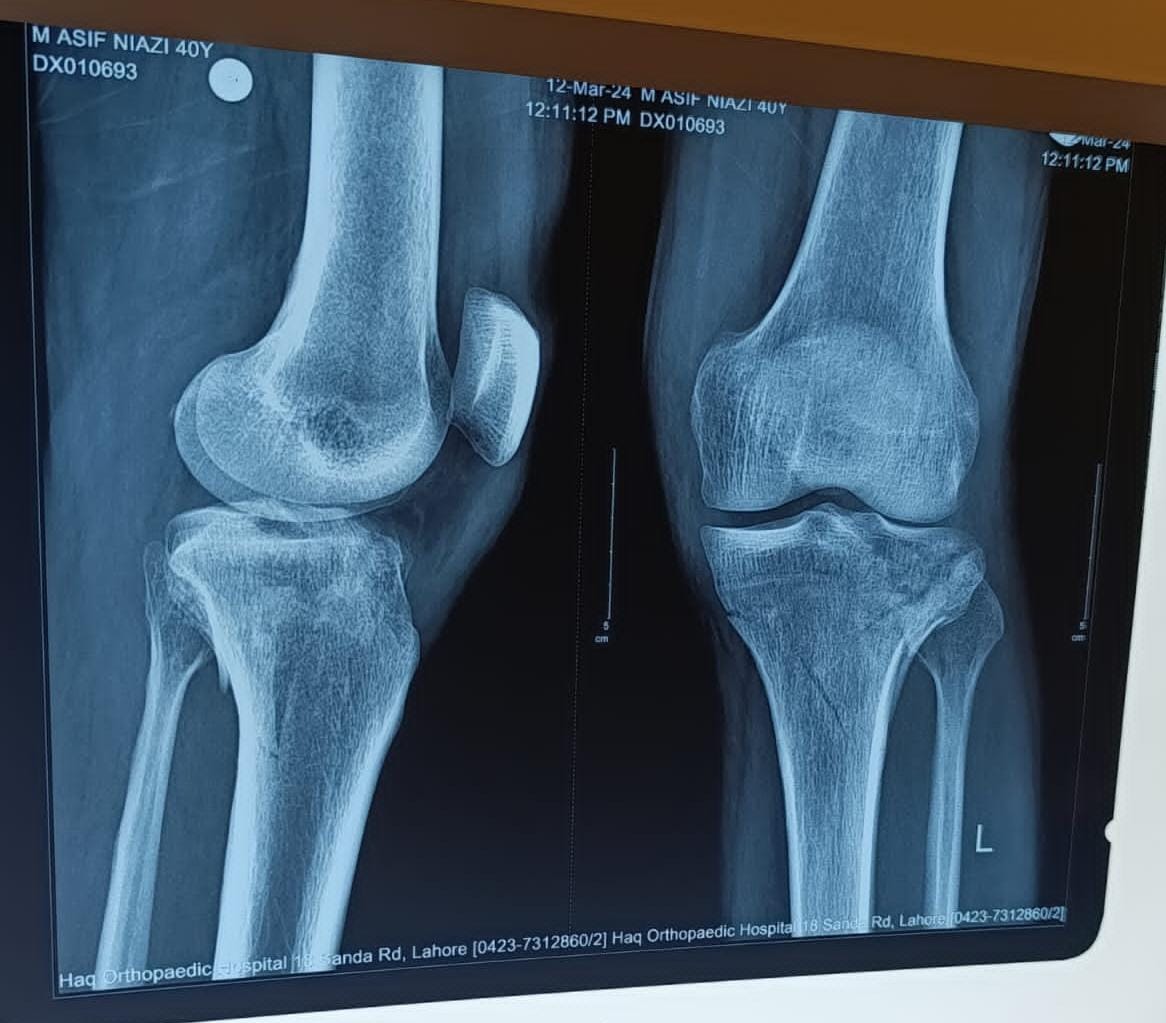 M ASIF NIAZI 40Y
DX010693
12-Mar-24 M ASIF NIAZI 40Y
12:11:12 PM DX010693
Mar-24
12:11:12 PM
5
cm
5
cm
L
Haq Orthopaedic Hospital 18 Sanda Rd, Lahore [0423-7312860/2] Haq Orthopaedic Hospital 18 Sanda Rd, Lahore [0423-7312860/2]